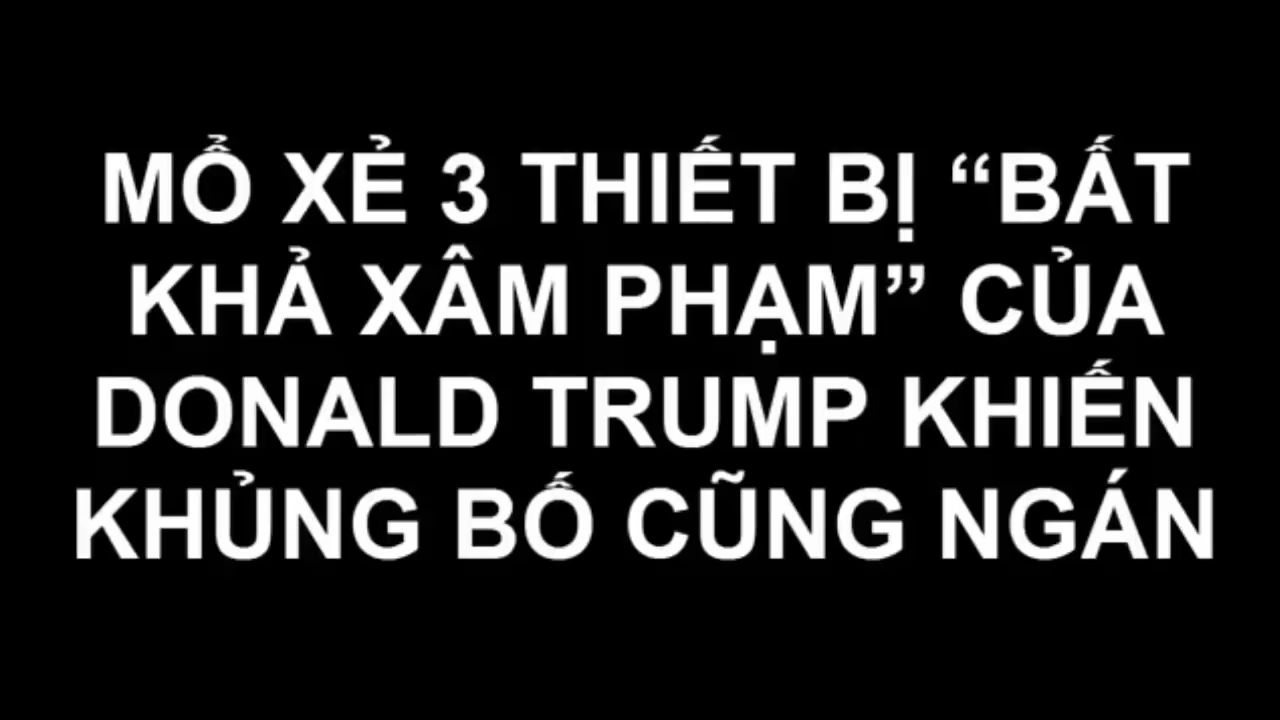 MỔ XẺ 3 THIẾT BỊ “BẤT
KHẢ XÂM PHẠM” CỦA
DONALD TRUMP KHIẾN
KHỦNG BỐ CŨNG NGÁN